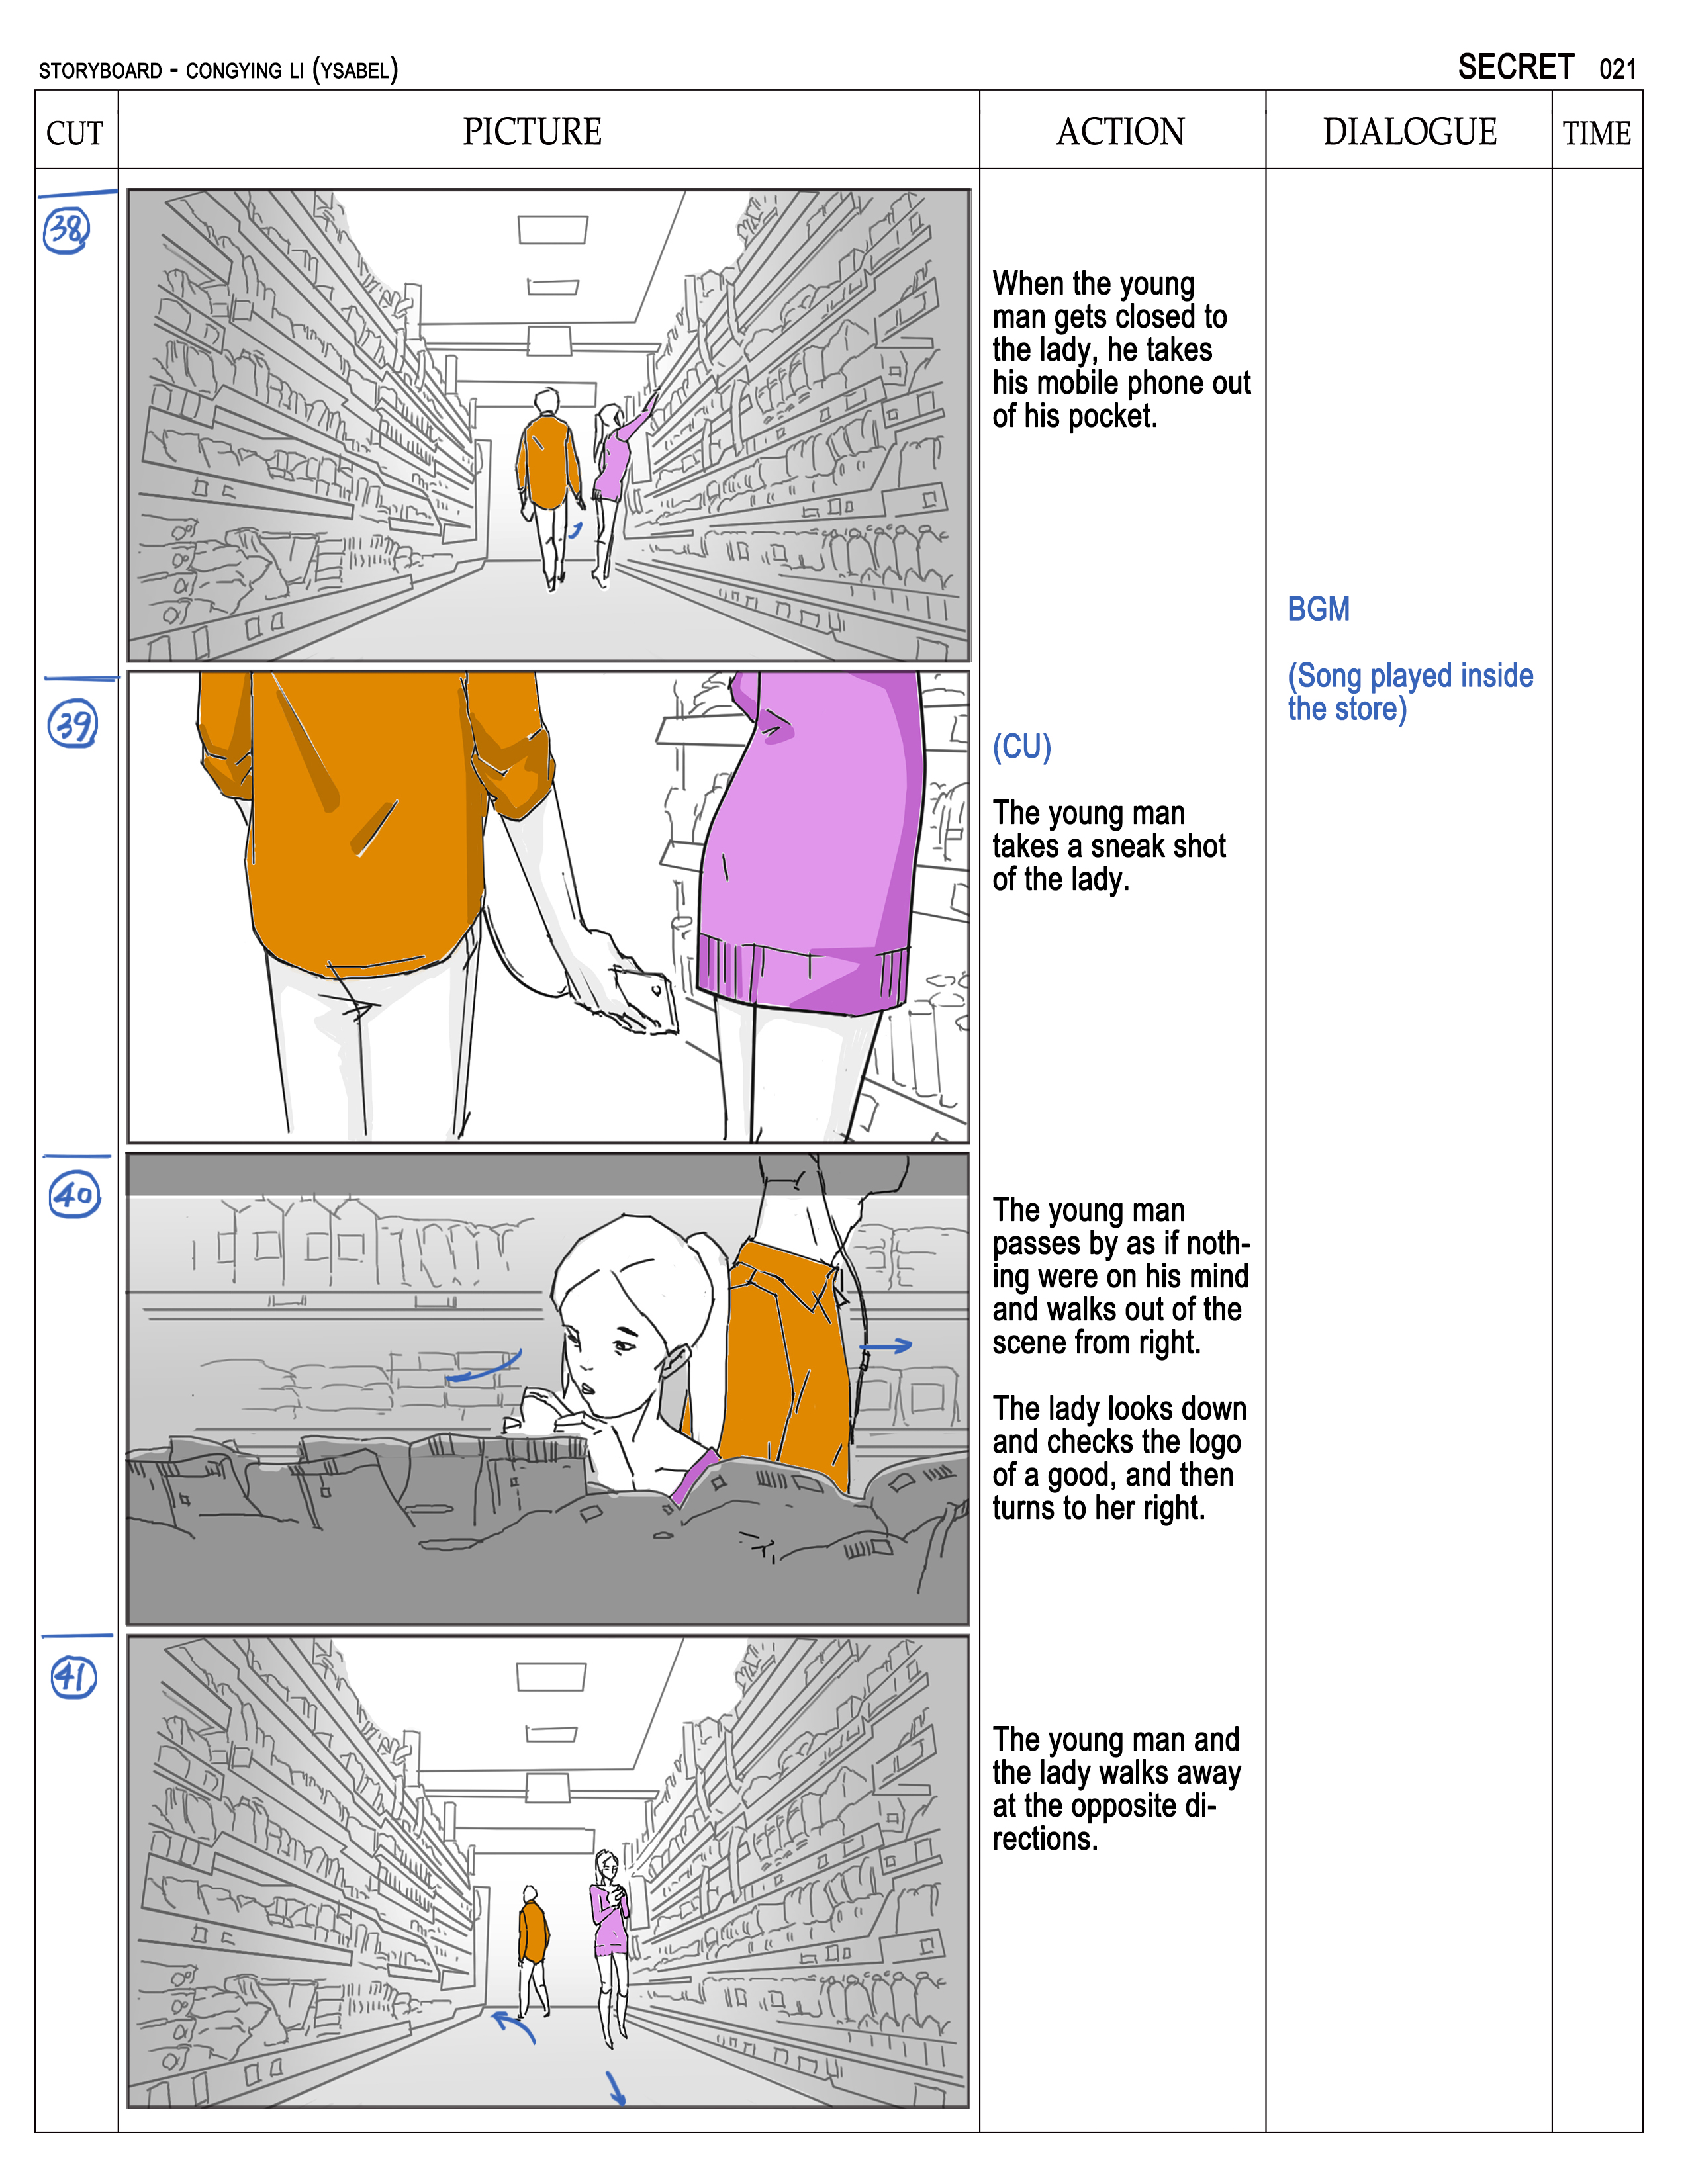 STORYBOARD - CONGYING LI (YSABEL)
SECRET 021
CUT
PICTURE
ACTION
DIALOGUE
TIME
38
When the young
man gets closed to
the lady, he takes
his mobile phone out
of his pocket.
BGM
(Song played inside
the store)
39
(CU)
The young man
takes a sneak shot
of the lady.
40
The young man
passes by as if noth-
ing were on his mind
and walks out of the
scene from right.
The lady looks down
and checks the logo
of a good, and then
turns to her right.
41
The young man and
the lady walks away
at the opposite di-
rections.